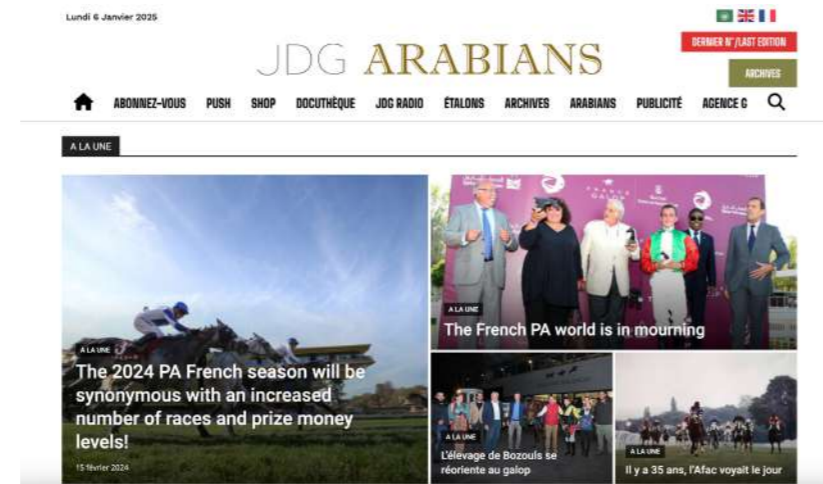 Lundi 6 Janvier 2025
DERNIER N°/LAST EDITION
JDG ARABIANS
ARCHIVES
ABONNEZ-VOUS PUSH SHOP DOCUTHÈQUE JDG RADIO ÉTALONS ARCHIVES ARABIANS PUBLICITÉ AGENCE G
A LA UNE
A LA UNE
The 2024 PA French season will be
synonymous with an increased
number of races and prize money
levels!
15 février 2024
FRANCE
GALOP
A LA UNE
The French PA world is in mourning
A LA UNE
L'élevage de Bozouls se
réoriente au galop
A LA UNE
Il y a 35 ans, l'Afac voyait le jour